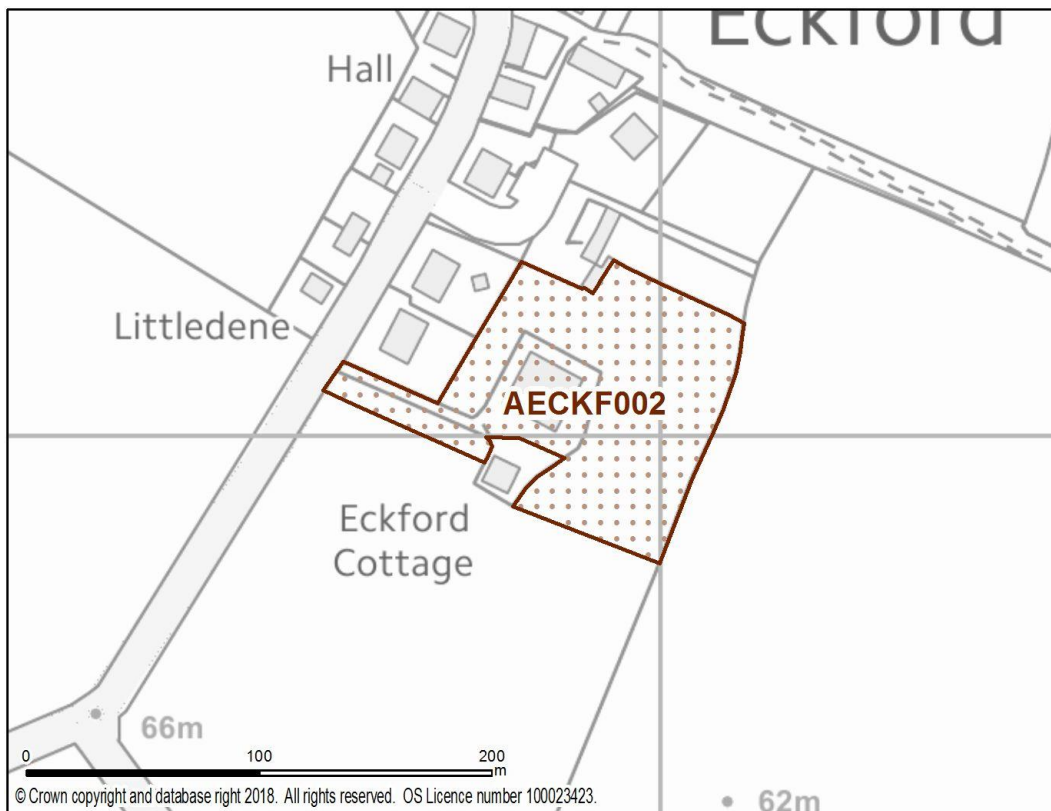 Eckford
Hall
Littledene
AECKF002
Eckford
Cottage
66m
0 100 200
m
62m
© Crown copyright and database right 2018. All rights reserved. OS Licence number 100023423.